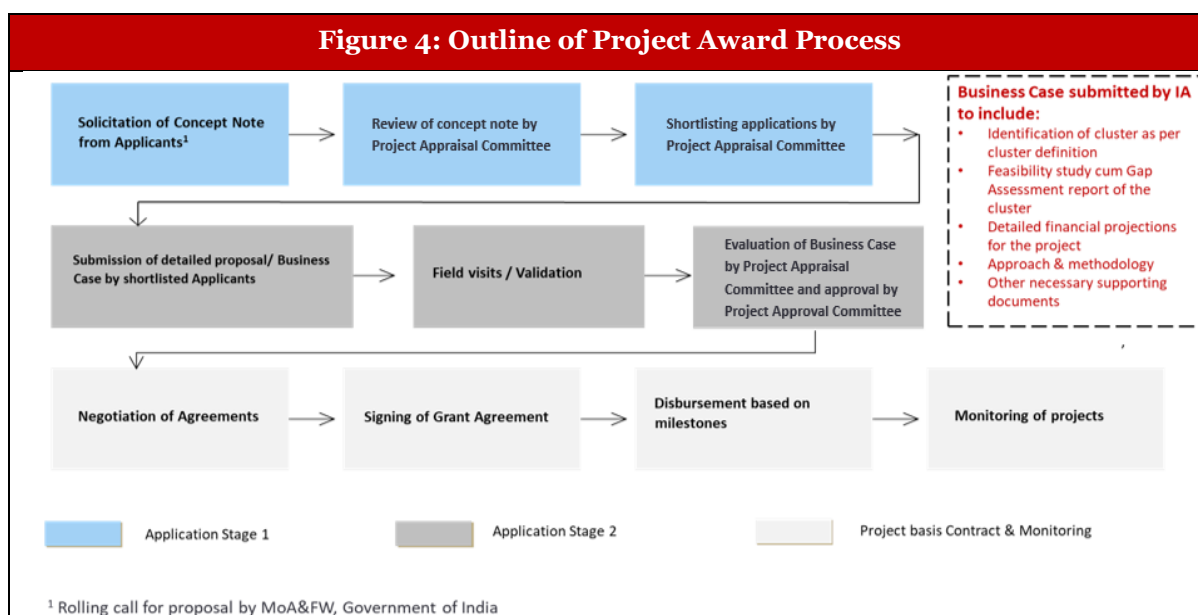 Figure 4: Outline of Project Award Process
Solicitation of Concept Note
from Applicants¹
Review of concept note by
Project Appraisal Committee
Shortlisting applications by
Project Appraisal Committee
Business Case submitted by IA
to include:
• Identification of cluster as per
cluster definition
• Feasibility study cum Gap
Assessment report of the
cluster
• Detailed financial projections
for the project
• Approach & methodology
• Other necessary supporting
documents
Submission of detailed proposal/ Business
Case by shortlisted Applicants
Field visits / Validation
Evaluation of Business Case
by Project Appraisal
Committee and approval by
Project Approval Committee
,
Negotiation of Agreements
Signing of Grant Agreement
Disbursement based on
milestones
Monitoring of projects
Application Stage 1
Application Stage 2
Project basis Contract & Monitoring
¹ Rolling call for proposal by MoA&FW, Government of India